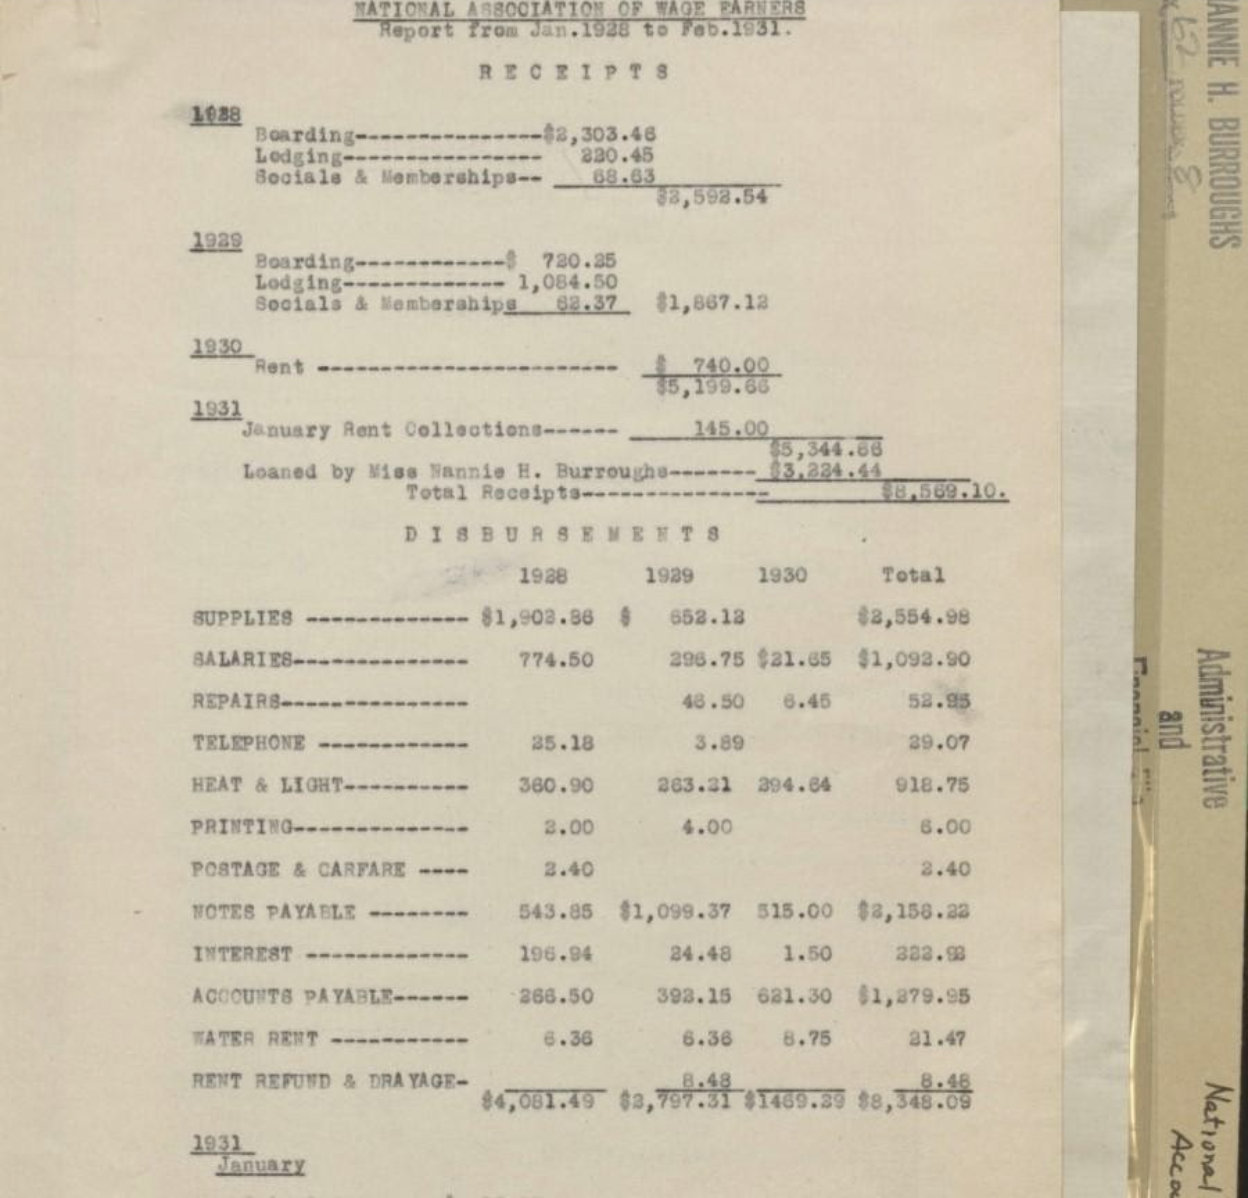 NATIONAL ASSOCIATION OF WAGE EARNERS
Report from Jan.1928 to Feb.1931.
R E C E I P T S
1928
Boarding---------------$2,303.46
Lodging---------------- 220.45
Socials & Memberships-- 68.63
$2,592.54
1929
Boarding------------$ 720.25
Lodging------------- 1,084.50
Socials & Memberships 62.37 $1,867.12
1930
Rent ------------------------ $ 740.00
$5,199.66
1931
January Rent Collections------ 145.00
$5,344.66
Loaned by Miss Nannie H. Burroughs------- $3,224.44
Total Receipts--------------- $8,569.10.
D I S B U R S E M E N T S
1928 1929 1930 Total
SUPPLIES ------------- $1,902.86 $ 652.12 $2,554.98
SALARIES-------------- 774.50 296.75 $21.65 $1,092.90
REPAIRS--------------- 46.50 6.45 52.95
TELEPHONE ------------ 25.18 3.89 29.07
HEAT & LIGHT---------- 360.90 263.21 294.64 918.75
PRINTING-------------- 2.00 4.00 6.00
POSTAGE & CARFARE ---- 2.40 2.40
NOTES PAYABLE -------- 543.85 $1,099.37 515.00 $2,158.22
INTEREST ------------- 196.94 24.48 1.50 222.92
ACCOUNTS PAYABLE------ 266.50 392.15 621.30 $1,279.95
WATER RENT ----------- 6.36 6.36 8.75 21.47
RENT REFUND & DRAYAGE- 8.48 8.48
$4,081.49 $2,797.31 $1469.29 $8,348.09
1931
January
NANNIE H. BURROUGHS
Administrative
and
Financial
National